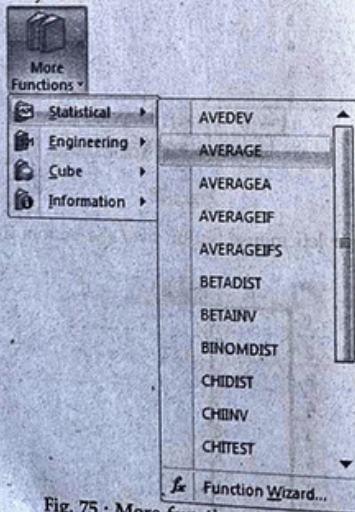 More
Functions
Statistical
Engineering
Cube
Information
AVEDEV
AVERAGE
AVERAGEA
AVERAGEIF
AVERAGEIFS
BETADIST
BETAINV
BINOMDIST
CHIDIST
CHIINV
CHITEST
fx Function Wizard...
Fig. 75 : More